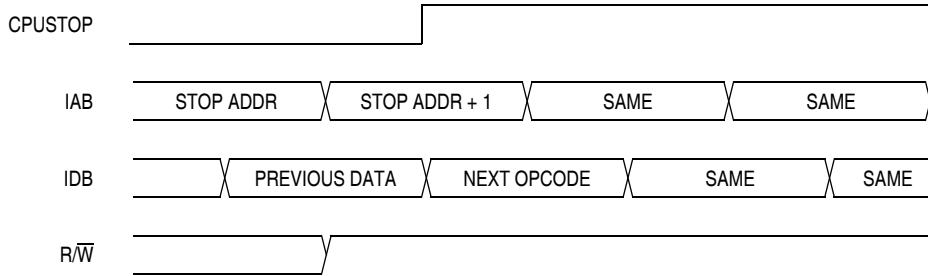 CPUSTOP
IAB STOP ADDR STOP ADDR + 1 SAME SAME
IDB PREVIOUS DATA NEXT OPCODE SAME SAME
R/W̅